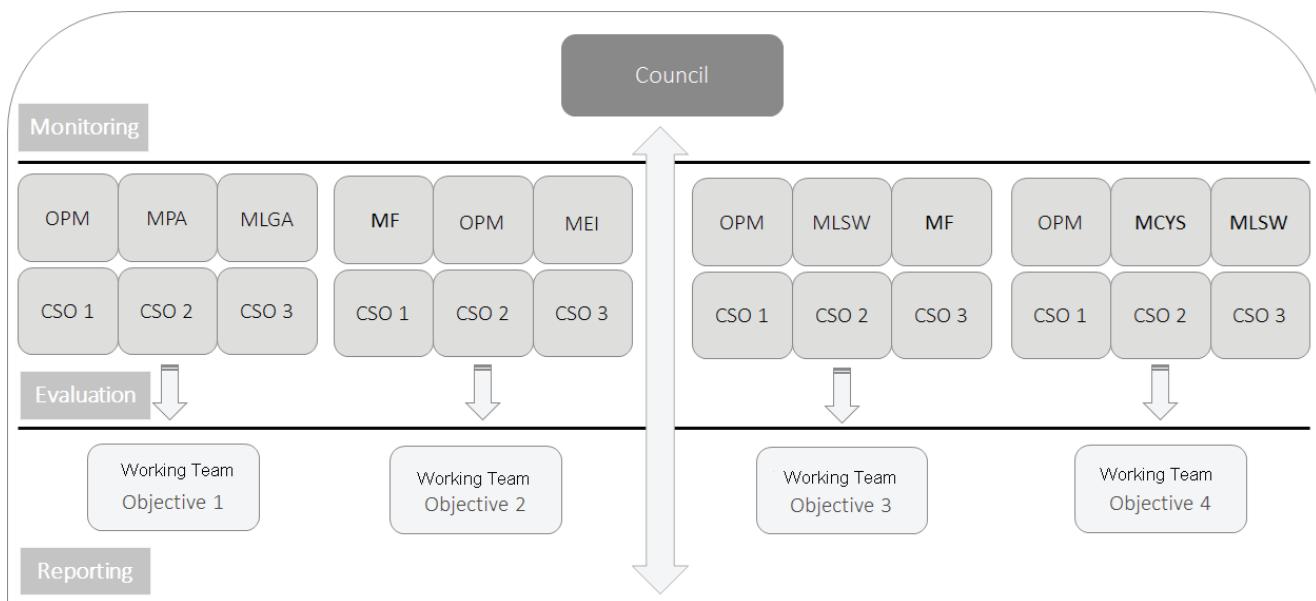 Council
Monitoring
OPM MPA MLGA MF OPM MEI OPM MLSW MF OPM MCYS MLSW
CSO 1 CSO 2 CSO 3 CSO 1 CSO 2 CSO 3 CSO 1 CSO 2 CSO 3 CSO 1 CSO 2 CSO 3
Evaluation
Working Team
Objective 1
Working Team
Objective 2
Working Team
Objective 3
Working Team
Objective 4
Reporting